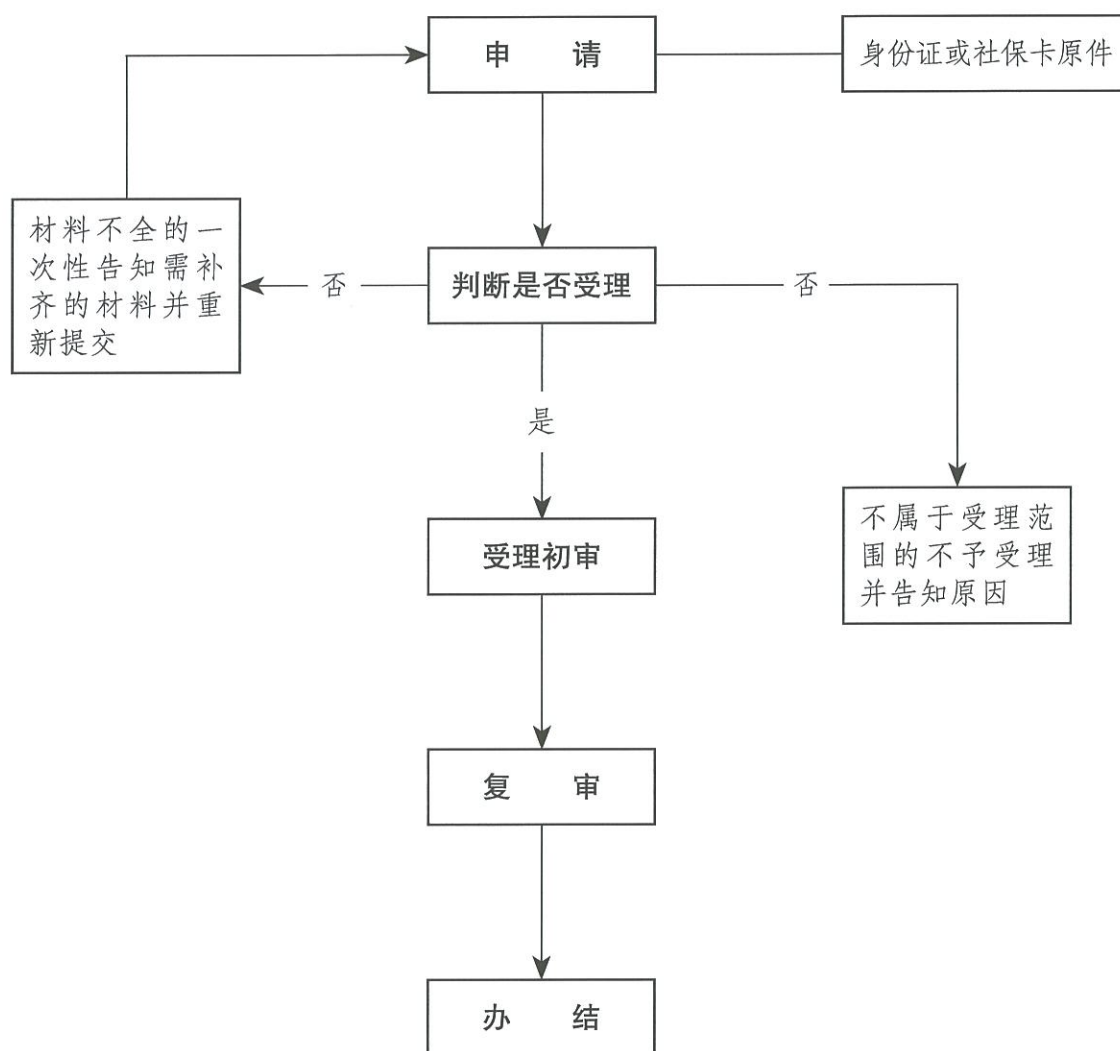 申 请
身份证或社保卡原件
材料不全的一
次性告知需补
齐的材料并重
新提交
否
判断是否受理
否
是
受理初审
不属于受理范
围的不予受理
并告知原因
复 审
办 结